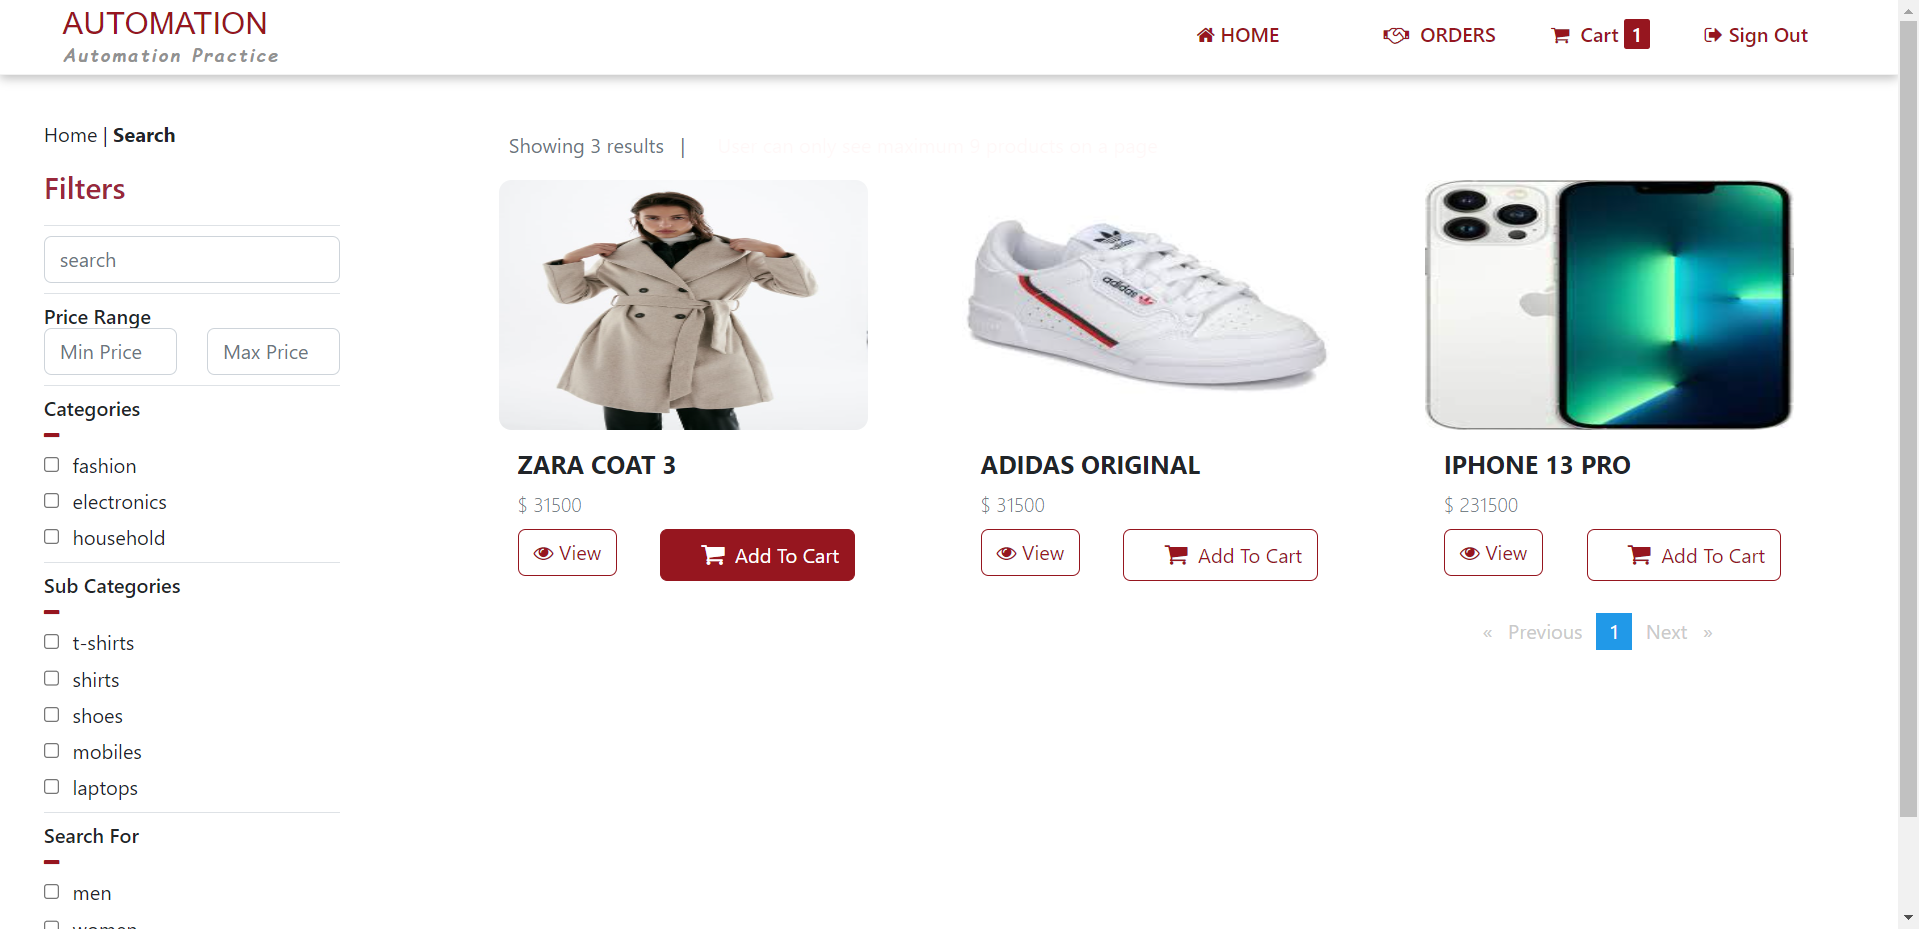 AUTOMATION
Automation Practice
HOME
ORDERS
Cart 1
Sign Out
Home | Search
Filters
search
Price Range
Min Price
Max Price
Categories
fashion
electronics
household
Sub Categories
t-shirts
shirts
shoes
mobiles
laptops
Search For
men
women
Showing 3 results |
User can only see maximum 9 products on a page
adidas
adidas
ZARA COAT 3
$ 31500
View
Add To Cart
ADIDAS ORIGINAL
$ 31500
View
Add To Cart
IPHONE 13 PRO
$ 231500
View
Add To Cart
« Previous 1 Next »